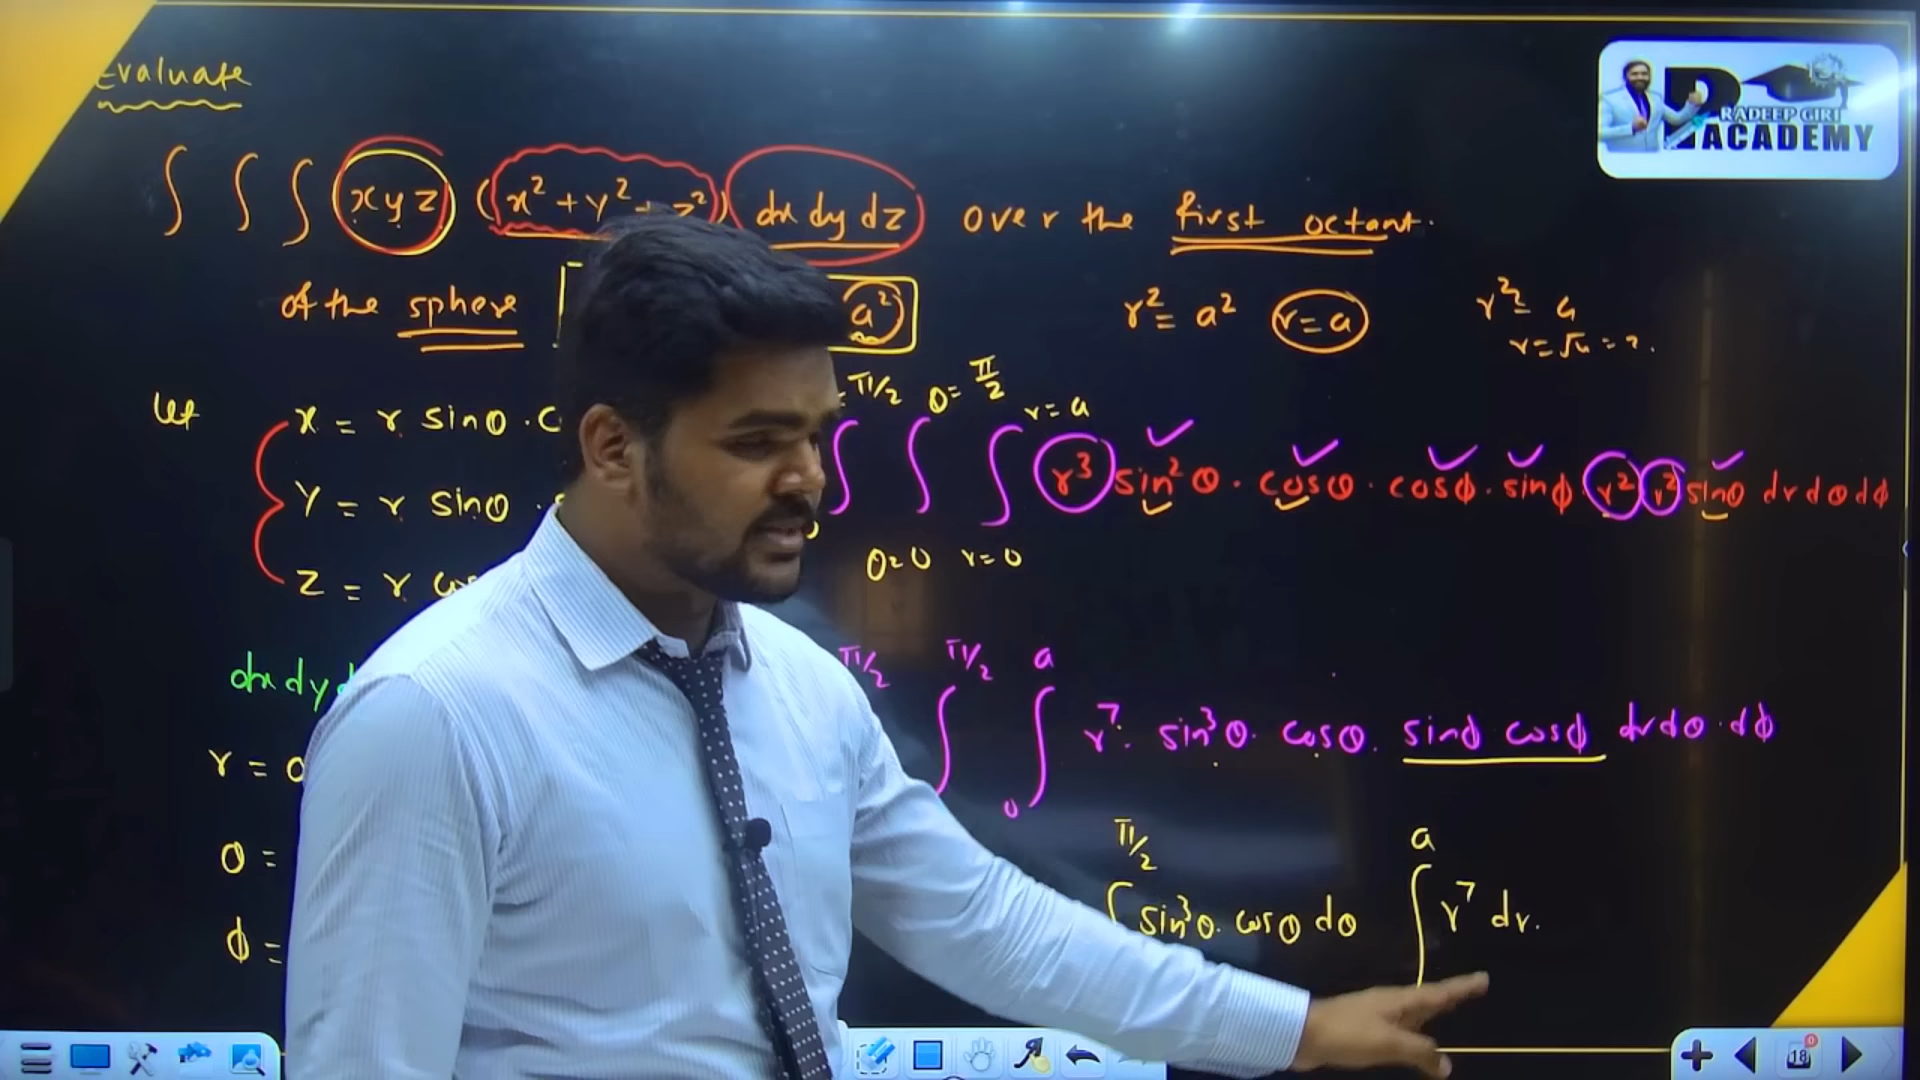 Evaluate
∫ ∫ ∫ xyz (x² + y² + z²) dx dy dz over the first octant.
of the sphere a² r² = a² r = a r² = 4
r = √4 = 2.
= π/2 θ = π/2 r = a
Let x = r sinθ · c
∫ ∫ ∫ r³ sin²θ · cosθ · cosφ · sinφ · r² r² sinθ dr dθ dφ
y = r sinθ ·
θ = 0 r = 0
z = r cos
π/2 π/2 a
dx dy d
∫ ∫ r⁷ · sin³θ · cosθ · sinφ cosφ dr dθ · dφ
0
r = 0
π/2 a
θ =
∫ sin³θ · cosθ dθ ∫ r⁷ dr.
φ =
PRADEEP GIRI
ACADEMY
18
0